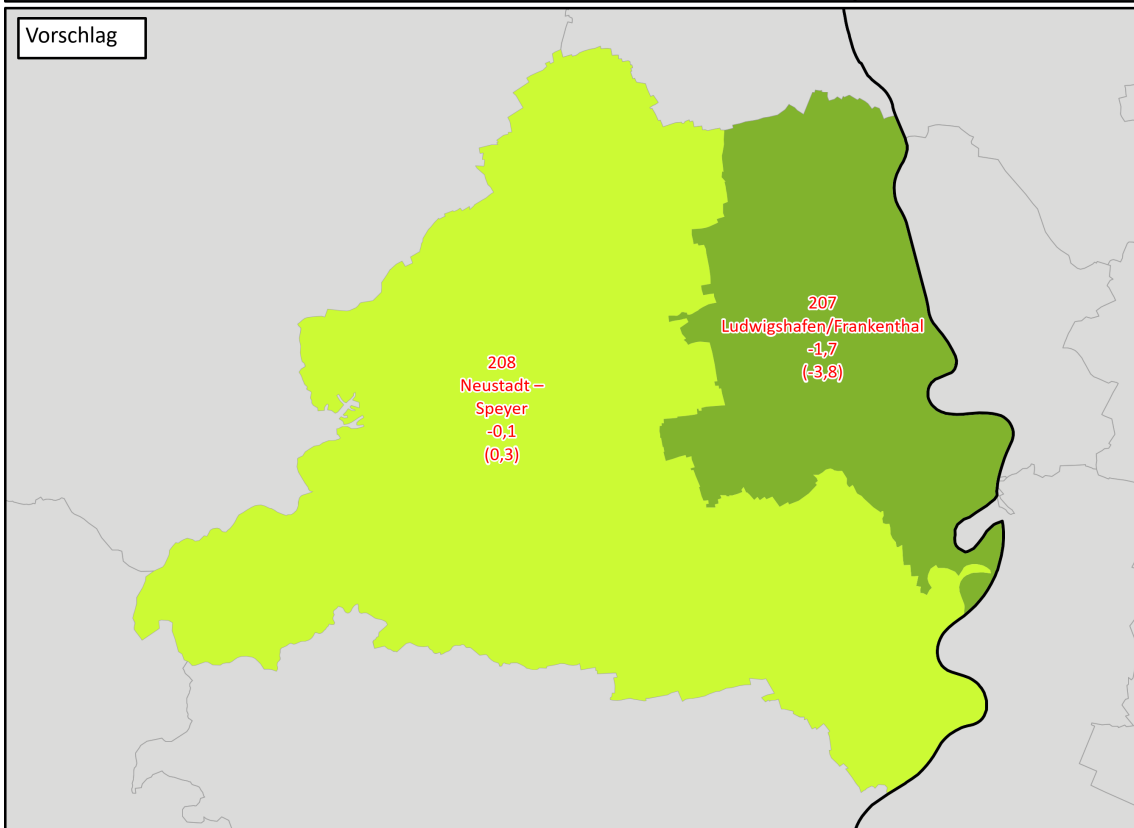 Vorschlag
207
Ludwigshafen/Frankenthal
-1,7
(-3,8)
208
Neustadt –
Speyer
-0,1
(0,3)